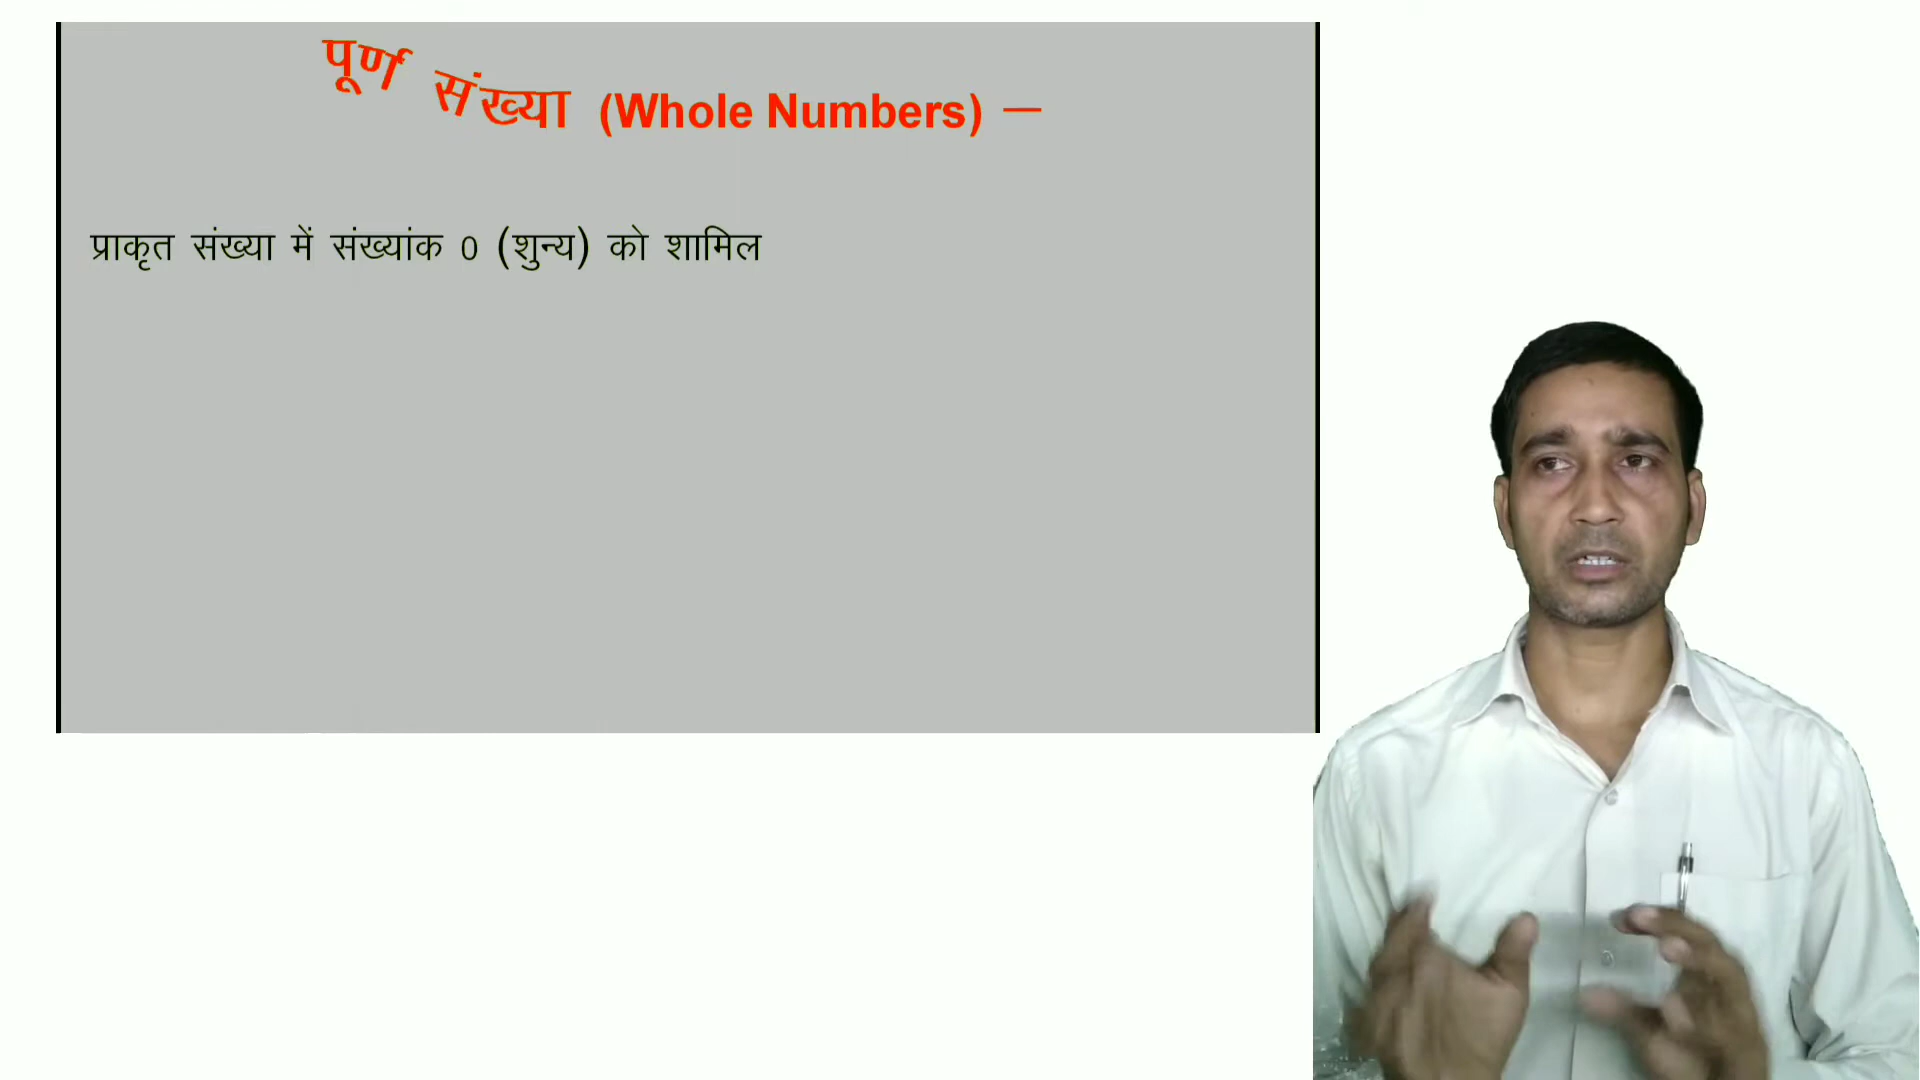 पूर्ण संख्या (Whole Numbers) —
प्राकृत संख्या में संख्यांक 0 (शुन्य) को शामिल